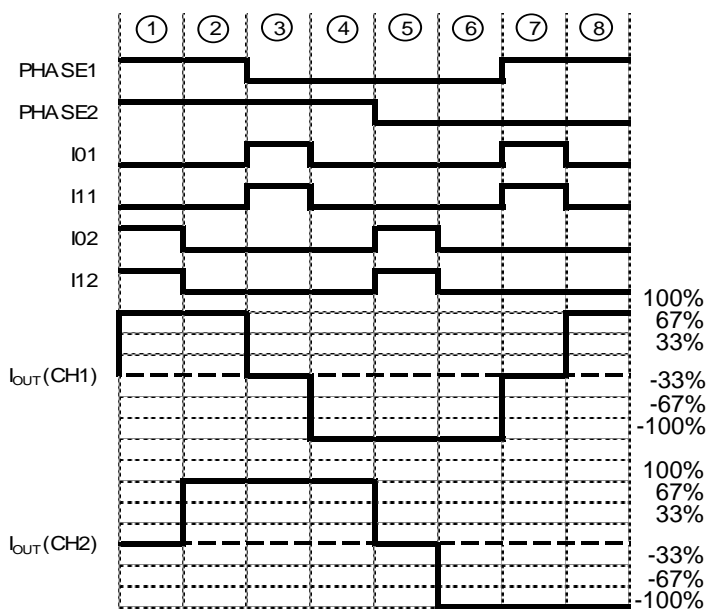 ① ② ③ ④ ⑤ ⑥ ⑦ ⑧
PHASE1
PHASE2
I01
I11
I02
I12
100%
67%
33%
IOUT(CH1)
-33%
-67%
-100%
100%
67%
33%
IOUT(CH2)
-33%
-67%
-100%